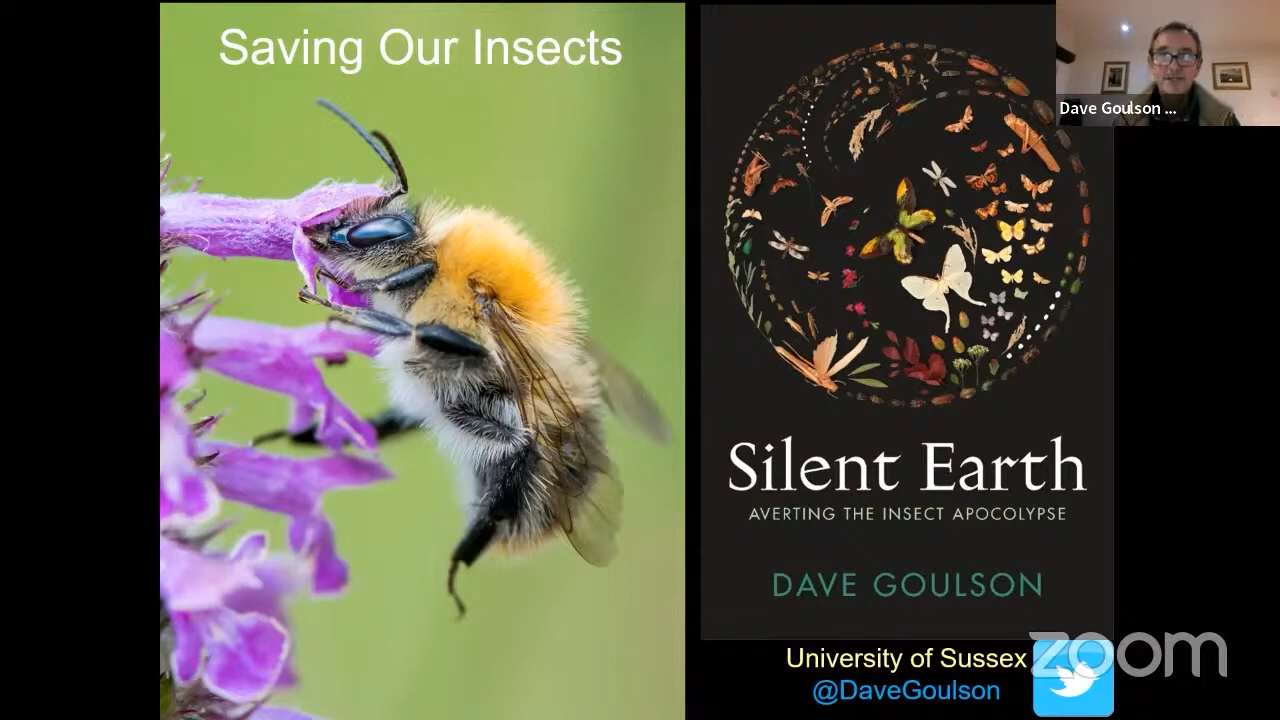 Saving Our Insects
Dave Goulson ...
Silent Earth
AVERTING THE INSECT APOCOLYPSE
DAVE GOULSON
University of Sussex
@DaveGoulson
zoom